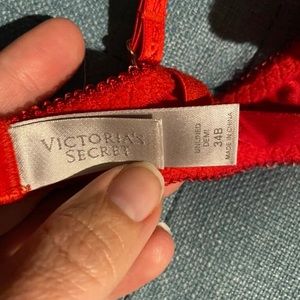 VICTORIA'S
SECRET
UNLINED
DEMI
34B
MADE IN CHINA